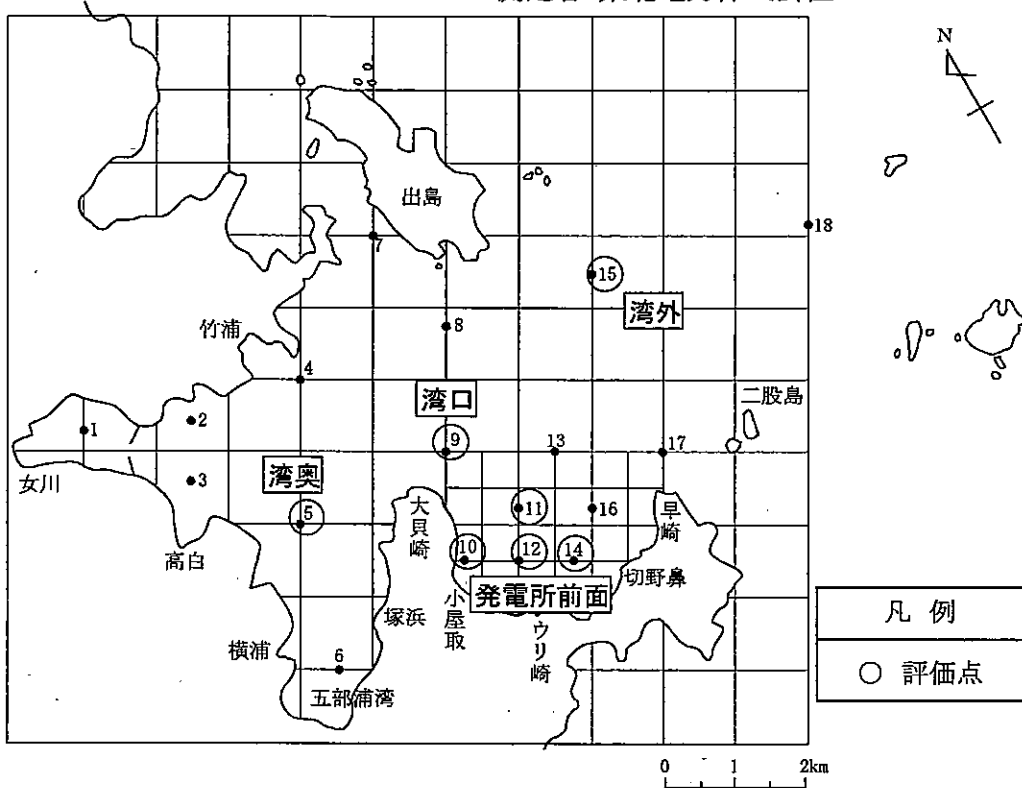 N
出島
7
18
15
湾外
8
竹浦
4
湾口
二股島
1
2
9
13
17
女川
3
湾奥
5
大貝崎
11
16
早崎
高白
10
12
14
切野鼻
発電所前面
小屋取
塚浜
ウリ崎
横浦
6
五部浦湾
凡例
○ 評価点
0 1 2km